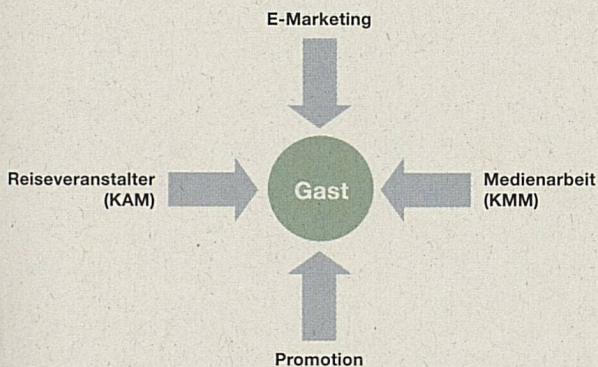 E-Marketing
Reiseveranstalter
(KAM)
Gast
Medienarbeit
(KMM)
Promotion